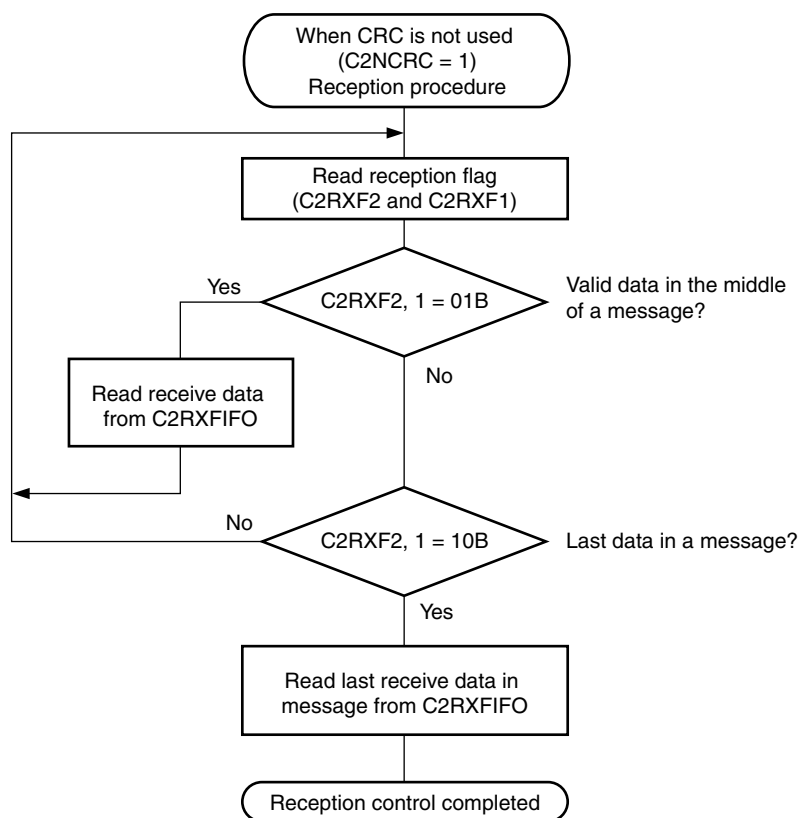 When CRC is not used
(C2NCRC = 1)
Reception procedure
Read reception flag
(C2RXF2 and C2RXF1)
Yes
C2RXF2, 1 = 01B
Valid data in the middle
of a message?
No
Read receive data
from C2RXFIFO
No
C2RXF2, 1 = 10B
Last data in a message?
Yes
Read last receive data in
message from C2RXFIFO
Reception control completed